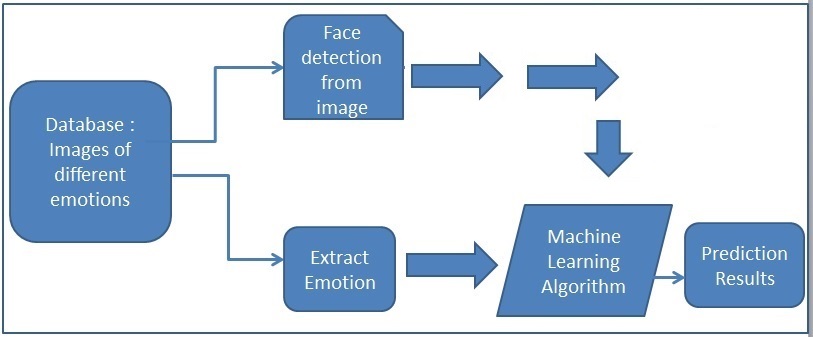 Database :
Images of
different
emotions
Face
detection
from
image
Extract
Emotion
Machine
Learning
Algorithm
Prediction
Results